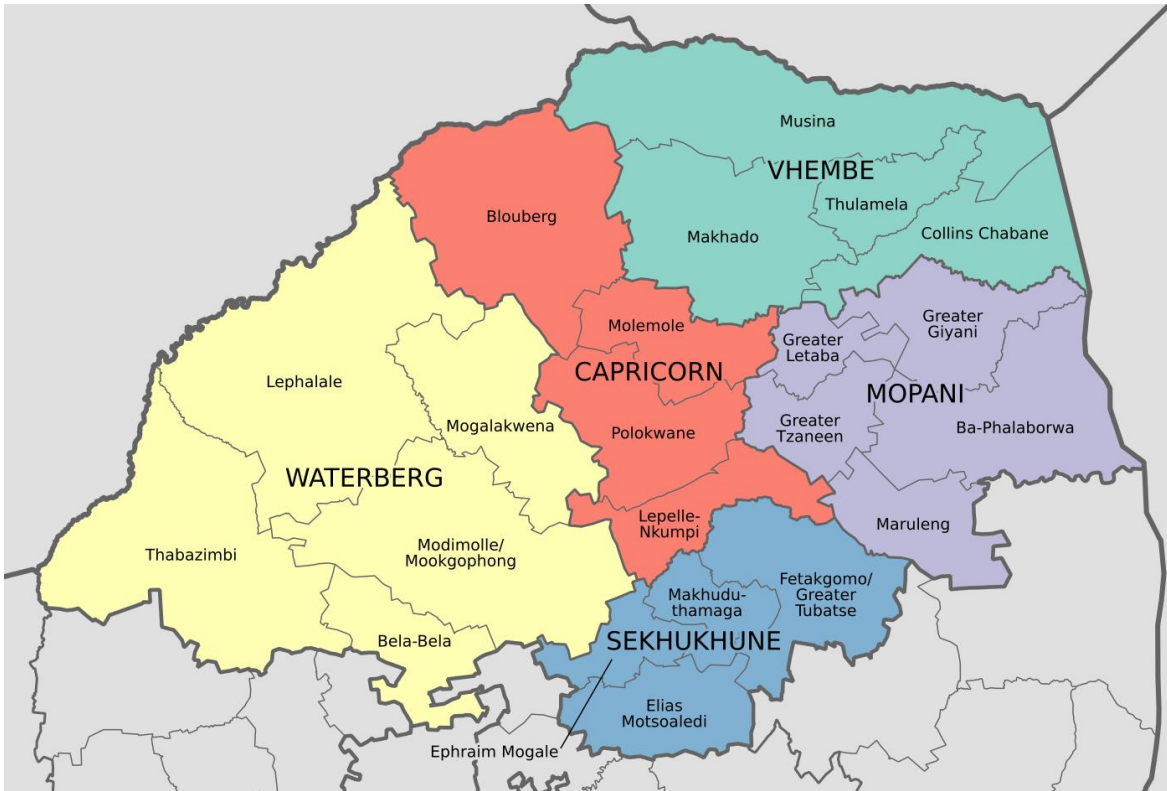 Musina
VHEMBE
Thulamela
Blouberg
Makhado
Collins Chabane
Molemole
Greater
Giyani
Greater
Letaba
CAPRICORN
Lephalale
MOPANI
Mogalakwena
Polokwane
Greater
Tzaneen
Ba-Phalaborwa
WATERBERG
Lepelle-
Nkumpi
Maruleng
Thabazimbi
Modimolle/
Mookgophong
Makhudu-
thamaga
Fetakgomo/
Greater
Tubatse
Bela-Bela
SEKHUKHUNE
Elias
Motsoaledi
Ephraim Mogale